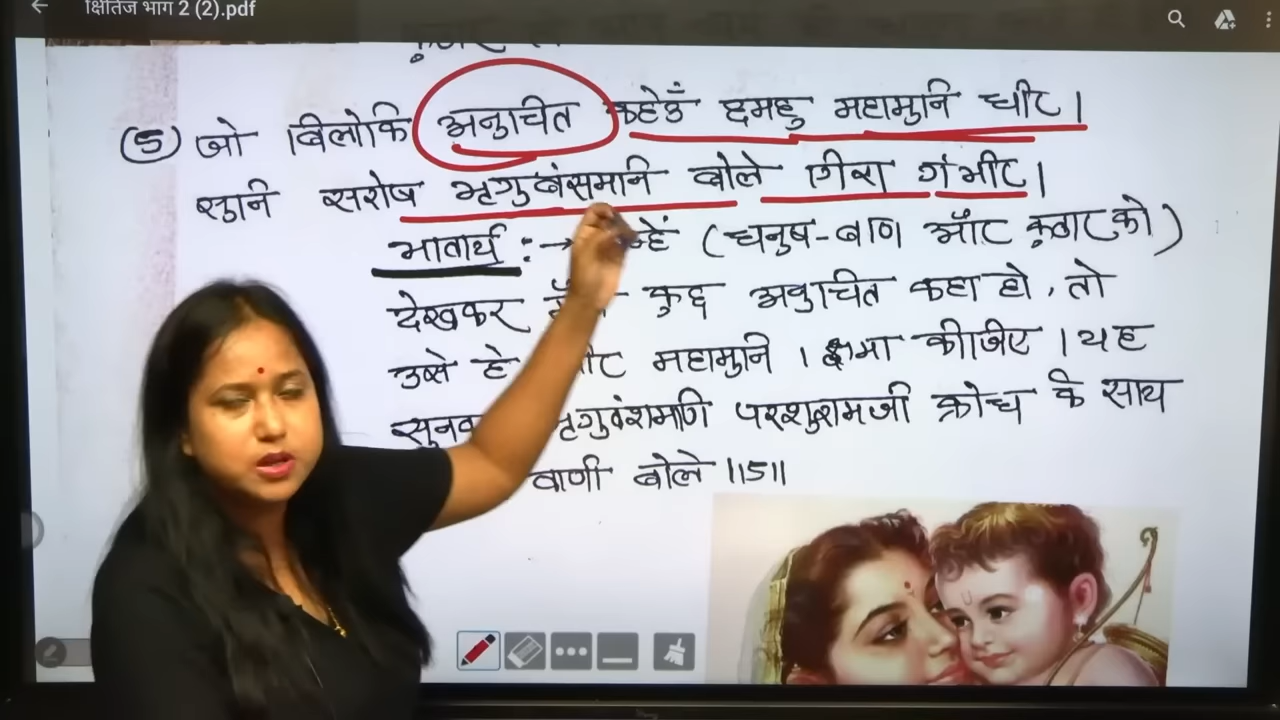 क्षितिज भाग 2 (2).pdf
(5) जो बिलोकि अनुचित कहेउँ छमहु महामुनि धीर।
सुनि सरोष भृगुबंसमनि बोले गिरा गंभीर।
भावार्थ :→ (धनुष-बाण और कुठार को)
देखकर कुछ अनुचित कहा हो, तो
उसे हे महामुनि । क्षमा कीजिए । यह
भृगुवंशमणि परशुरामजी क्रोध के साथ
वाणी बोले ॥5॥